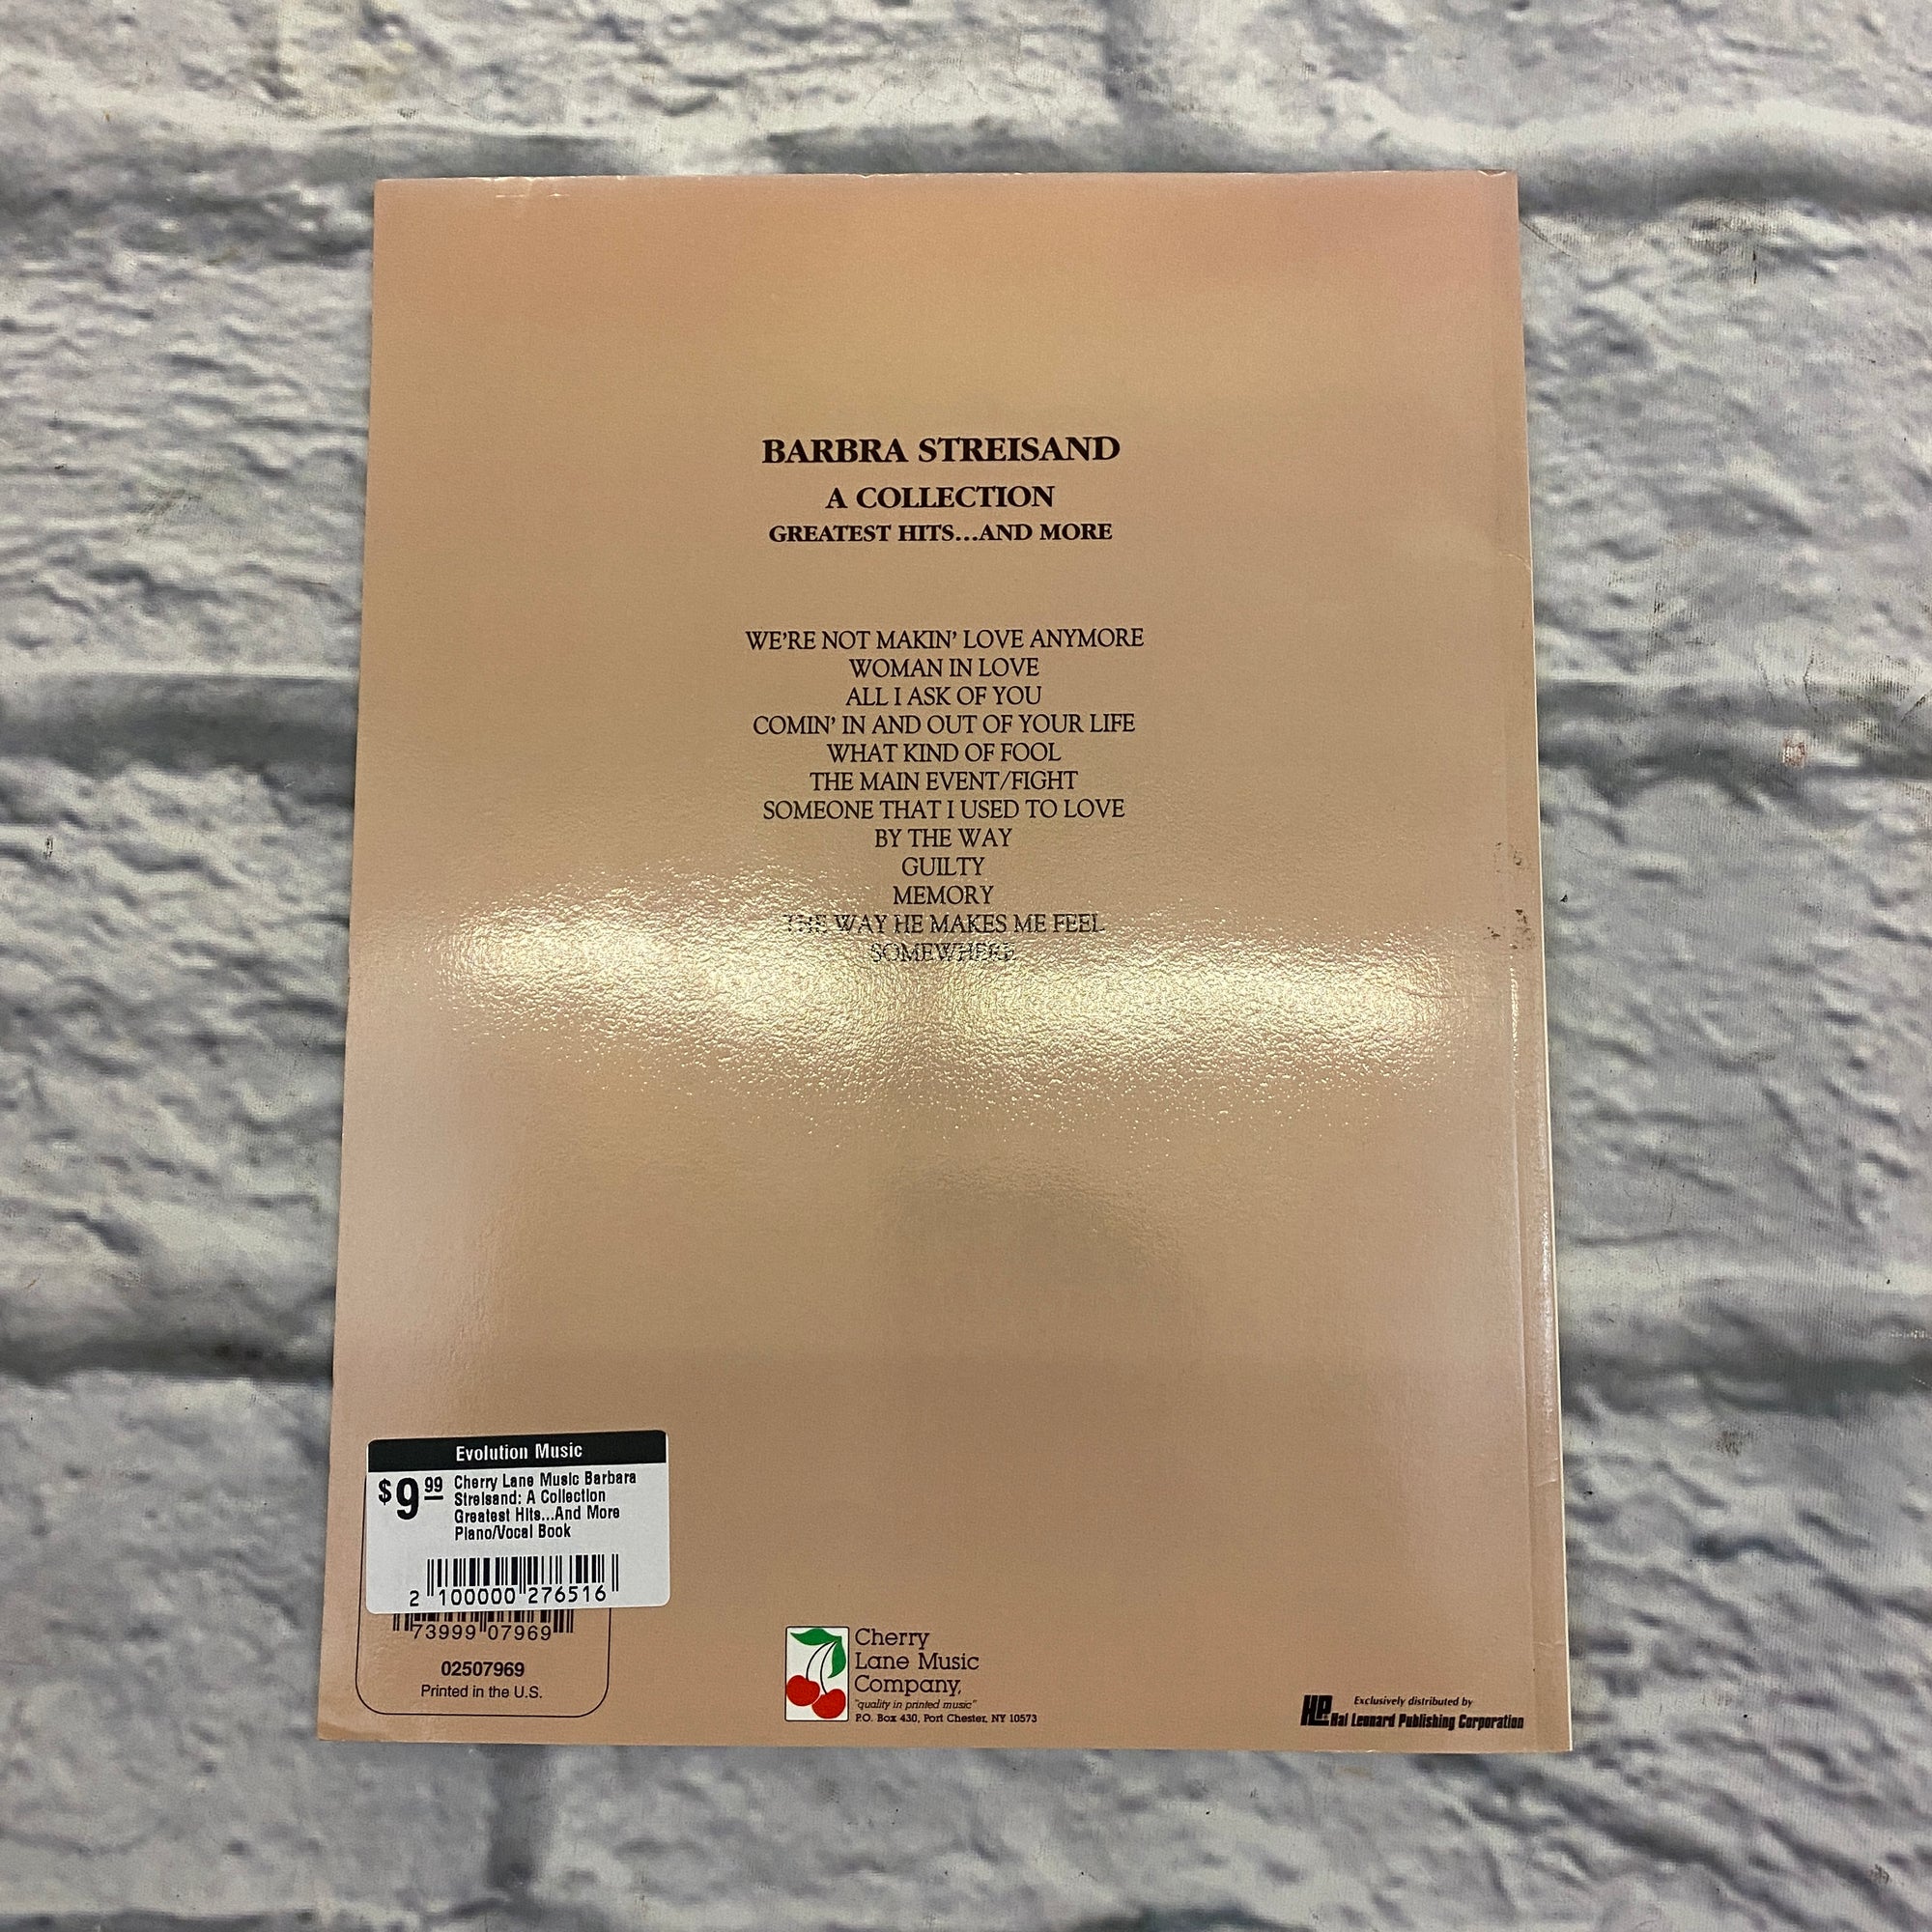 BARBRA STREISAND
A COLLECTION
GREATEST HITS...AND MORE
WE'RE NOT MAKIN' LOVE ANYMORE
WOMAN IN LOVE
ALL I ASK OF YOU
COMIN' IN AND OUT OF YOUR LIFE
WHAT KIND OF FOOL
THE MAIN EVENT/FIGHT
SOMEONE THAT I USED TO LOVE
BY THE WAY
GUILTY
MEMORY
THE WAY HE MAKES ME FEEL
SOMEWHERE
Evolution Music
$9.99
Cherry Lane Music Barbara
Streisand: A Collection
Greatest Hits...And More
Piano/Vocal Book
2 100000 276516
73999 07969
02507969
Printed in the U.S.
Cherry
Lane Music
Company.
"quality in printed music"
P.O. Box 430, Port Chester, NY 10573
Exclusively distributed by
HP Hal Leonard Publishing Corporation